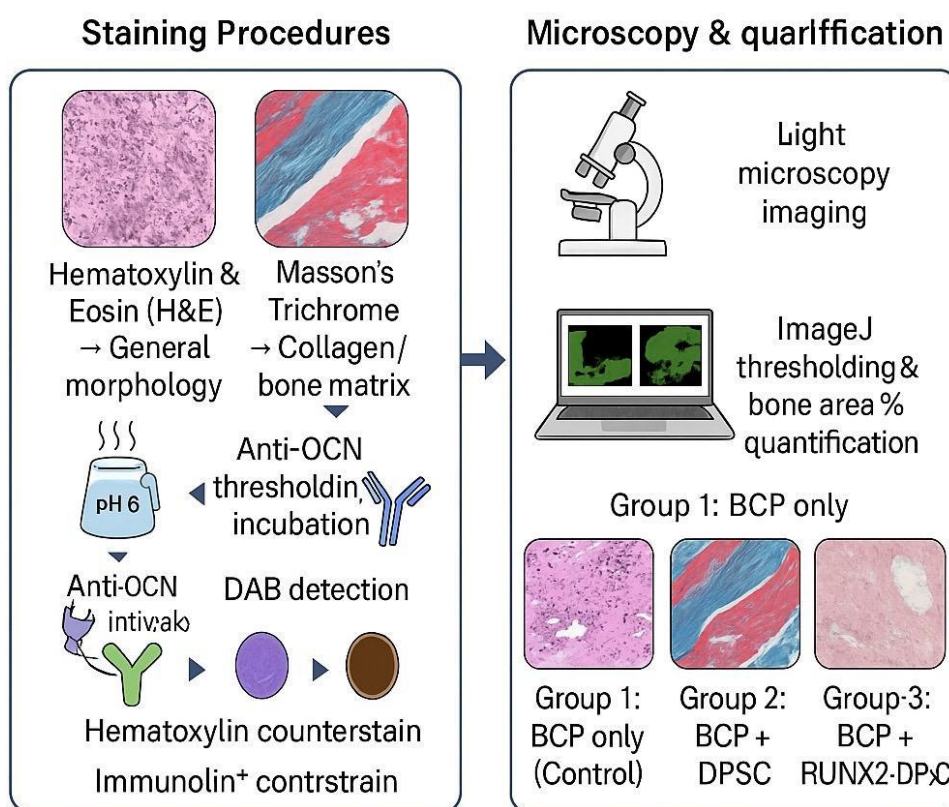 Staining Procedures
Hematoxylin &
Eosin (H&E)
→ General
morphology
Masson's
Trichrome
→ Collagen/
bone matrix
Anti-OCN
thresholdin,
incubation
pH 6
Anti-OCN
DAB detection
Hematoxylin counterstain
Immunolin⁺ contrstrain
Microscopy & quarlffication
Light
microscopy
imaging
ImageJ
thresholding &
bone area %
quantification
Group 1: BCP only
Group 1:
BCP only
(Control)
Group 2:
BCP +
DPSC
Group-3:
BCP +